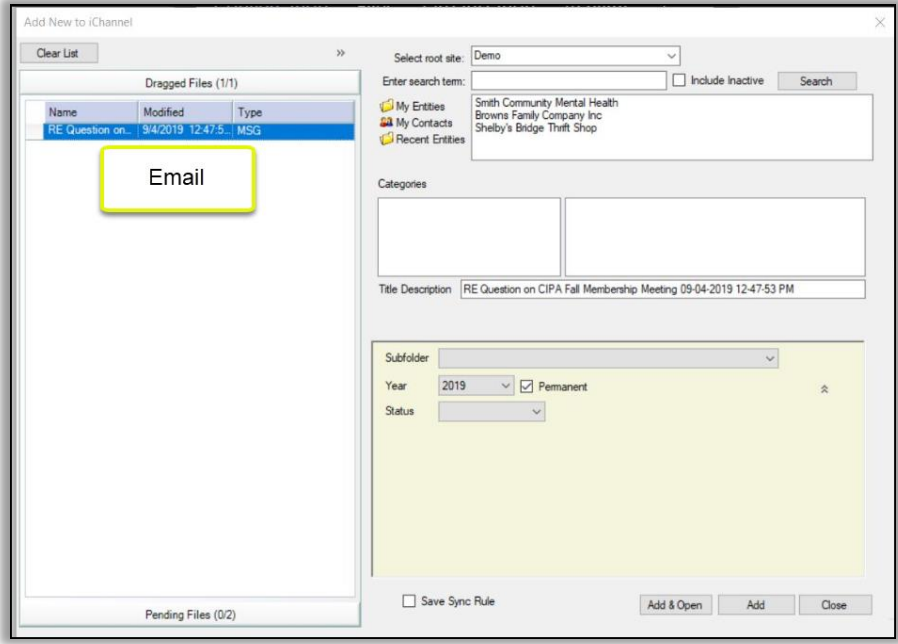 Add New to iChannel
Clear List
»
Dragged Files (1/1)
Name Modified Type
RE Question on... 9/4/2019 12:47:5... MSG
Email
Pending Files (0/2)
Select root site: Demo
Enter search term: Include Inactive Search
My Entities
My Contacts
Recent Entities
Smith Community Mental Health
Browns Family Company Inc
Shelby's Bridge Thrift Shop
Categories
Title Description RE Question on CIPA Fall Membership Meeting 09-04-2019 12-47-53 PM
Subfolder
Year 2019 Permanent
Status
Save Sync Rule Add & Open Add Close